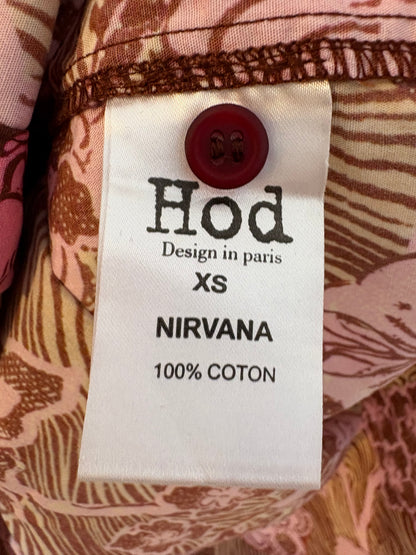 Hod
Design in paris
XS
NIRVANA
100% COTON